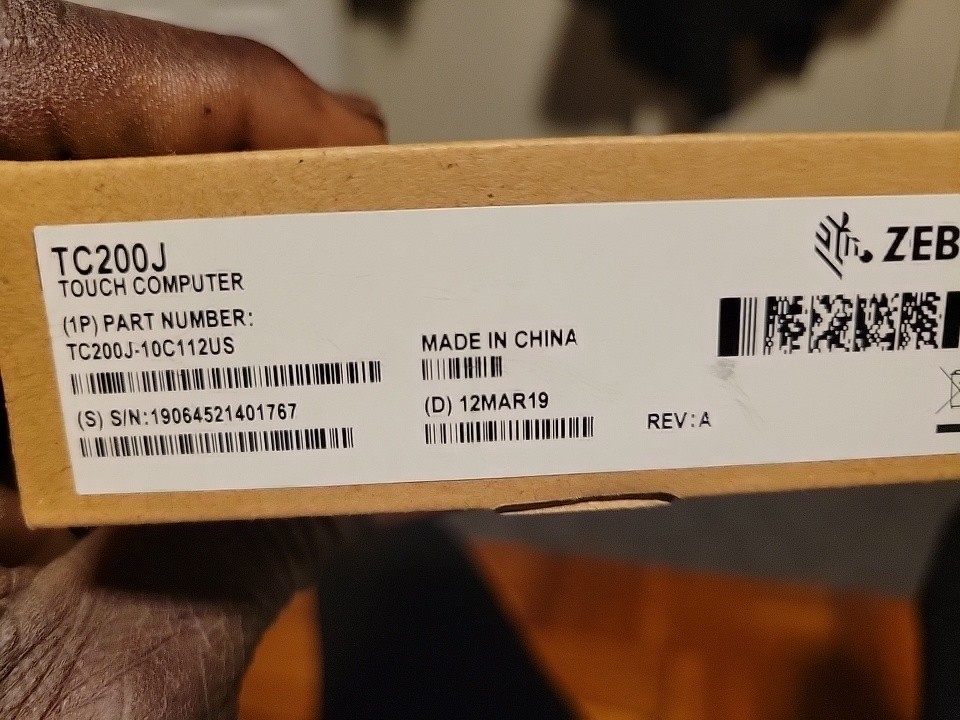 TC200J
TOUCH COMPUTER
(1P) PART NUMBER:
TC200J-10C112US
(S) S/N:19064521401767
MADE IN CHINA
(D) 12MAR19
REV:A
ZEB